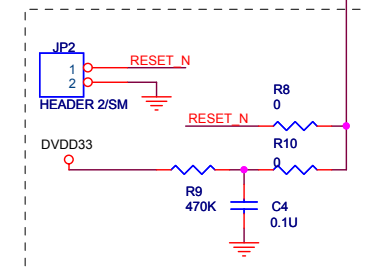 JP2
RESET_N
1
2
HEADER 2/SM
R8
0
RESET_N
DVDD33
R10
0
R9
470K
C4
0.1U